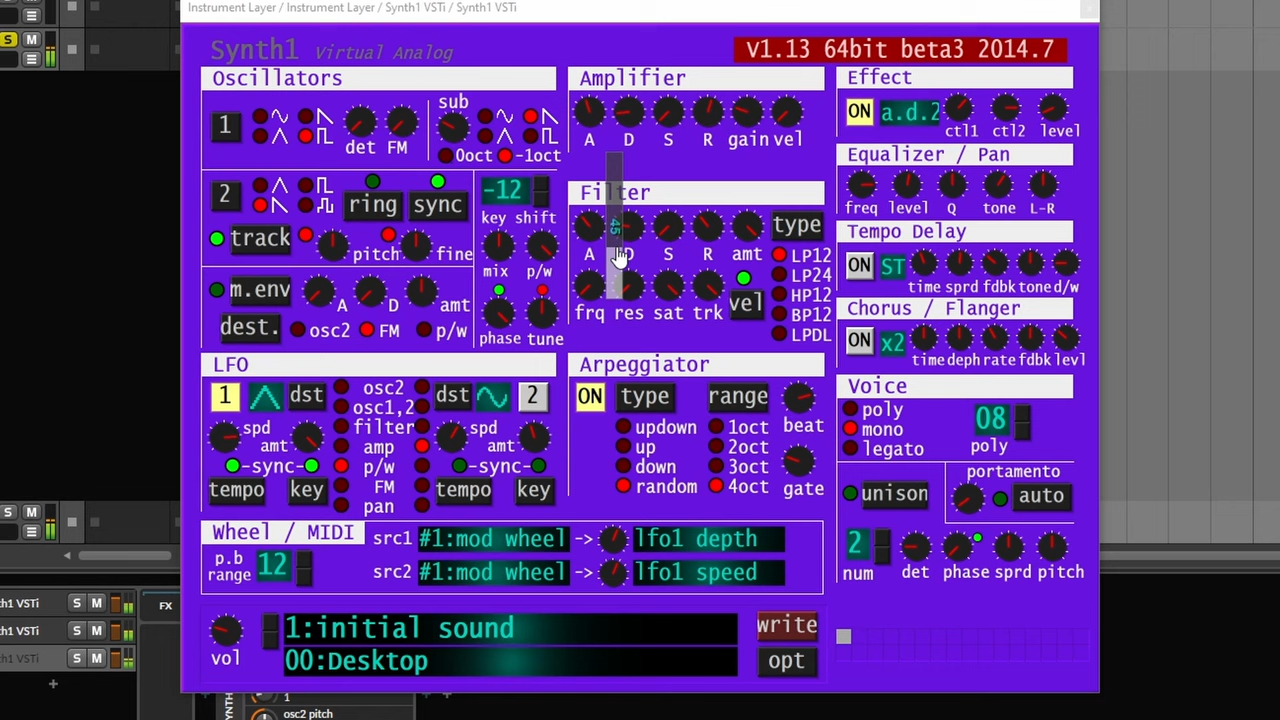 Instrument Layer / Instrument Layer / Synth1 VSTi / Synth1 VSTi
S M
Synth1 Virtual Analog
v1.13 64bit beta3 2014.7
Oscillators
1
det FM
sub
0oct -1oct
2
ring sync
track
pitch fine
-12
key shift
mix p/w
phase tune
m.env
A D amt
dest. osc2 FM p/w
Amplifier
A D S R gain vel
Filter
45
A D S R amt
type
frq res sat trk
vel
LP12
LP24
HP12
BP12
LPDL
Effect
ON a.d.2
ctl1 ctl2 level
Equalizer / Pan
freq level Q tone L-R
Tempo Delay
ON ST
time sprd fdbk tone d/w
Chorus / Flanger
ON x2
time deph rate fdbk levl
LFO
1 dst
spd amt
sync
tempo key
osc2
osc1,2
filter
amp
p/w
FM
pan
dst 2
spd amt
sync
tempo key
Arpeggiator
ON type range
beat
gate
updown
up
down
random
1oct
2oct
3oct
4oct
Voice
poly
mono
legato
08
poly
portamento
unison
auto
2
num det phase sprd pitch
Wheel / MIDI
p.b
range
12
src1 #1:mod wheel -> lfo1 depth
src2 #1:mod wheel -> lfo1 speed
vol
1:initial sound
00:Desktop
write
opt
S M
th1 VSTi S M
th1 VSTi S M
th1 VSTi S M
FX
SYNTH
1
osc2 pitch